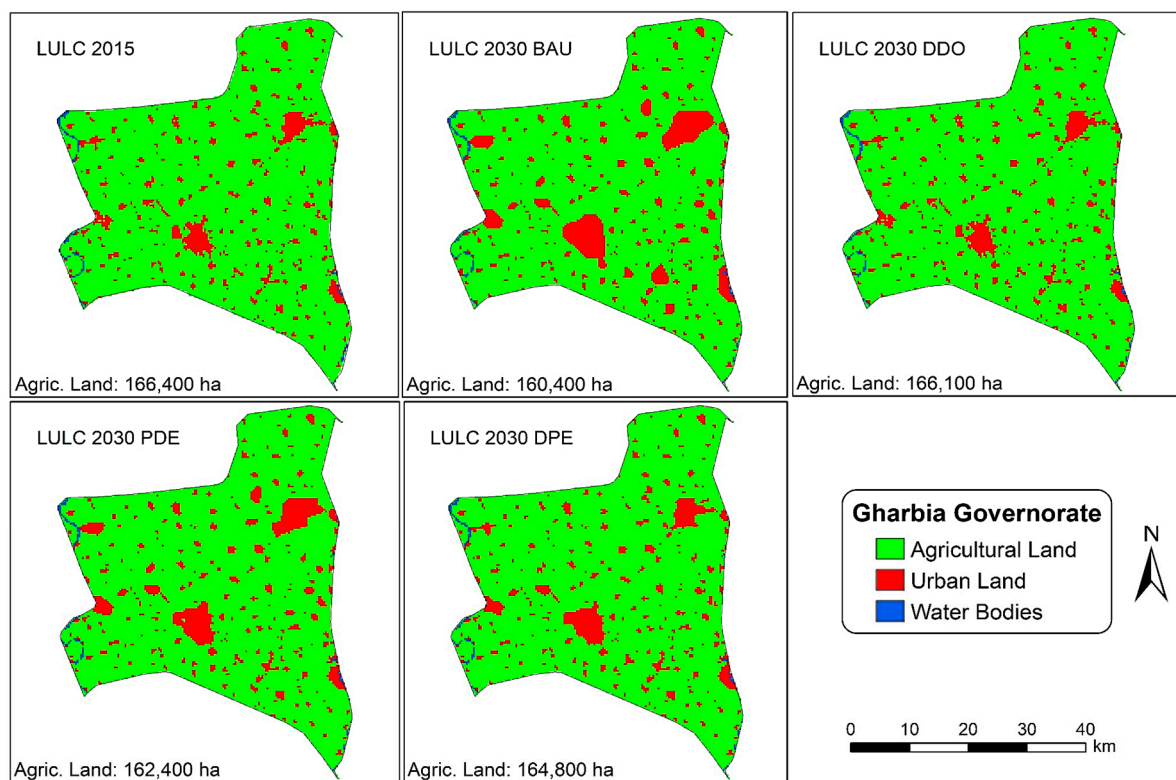 LULC 2015
Agric. Land: 166,400 ha
LULC 2030 BAU
Agric. Land: 160,400 ha
LULC 2030 DDO
Agric. Land: 166,100 ha
LULC 2030 PDE
Agric. Land: 162,400 ha
LULC 2030 DPE
Agric. Land: 164,800 ha
Gharbia Governorate
Agricultural Land
Urban Land
Water Bodies
N
0 10 20 30 40
km